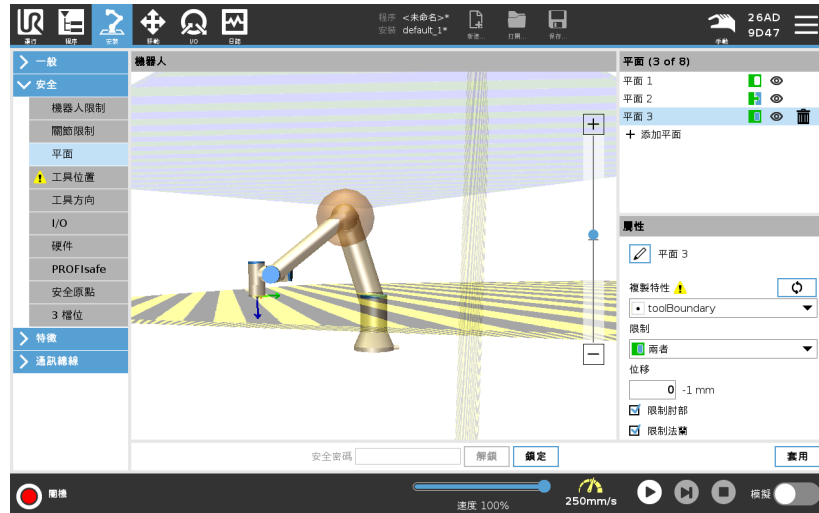 UR
運行
程序
安裝
移動
I/O
日誌
程序 <未命名>*
安裝 default_1*
新建...
打開...
保存...
手動
26AD
9D47
一般
安全
機器人限制
關節限制
平面
工具位置
工具方向
I/O
硬件
PROFIsafe
安全原點
3 檔位
特徵
通訊總線
機器人
平面 (3 of 8)
平面 1
平面 2
平面 3
添加平面
屬性
平面 3
複製特性
toolBoundary
限制
兩者
位移
0 -1 mm
限制肘部
限制法蘭
安全密碼
解鎖
鎖定
套用
關機
速度 100%
250mm/s
模擬